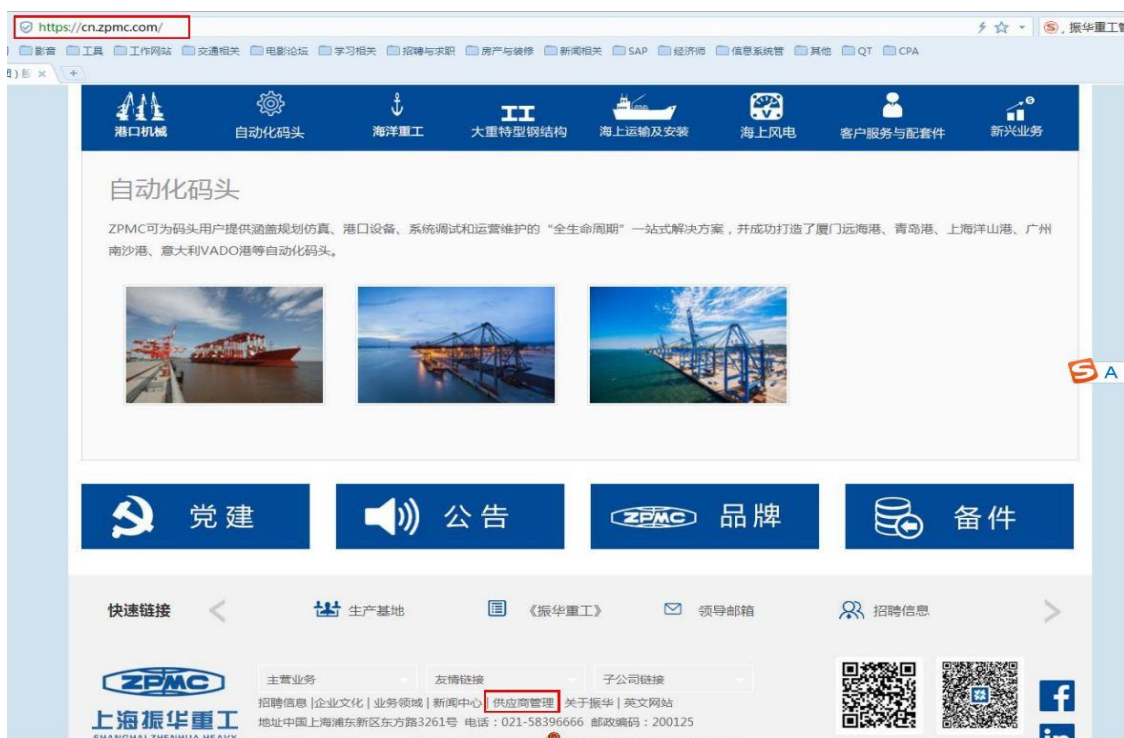 https://cn.zpmc.com/
振华重工
影音 工具 工作网站 交通相关 电影论坛 学习相关 招聘与求职 房产与装修 新闻相关 SAP 经济师 信息系统管 其他 QT CPA
港口机械 自动化码头 海洋重工 大重特型钢结构 海上运输及安装 海上风电 客户服务与配套件 新兴业务
自动化码头
ZPMC可为码头用户提供涵盖规划仿真、港口设备、系统调试和运营维护的“全生命周期”一站式解决方案，并成功打造了厦门远海港、青岛港、上海洋山港、广州
南沙港、意大利VADO港等自动化码头。
S A
党建 公告 ZPMC 品牌 备件
快速链接 生产基地 《振华重工》 领导邮箱 招聘信息
ZPMC
上海振华重工
SHANGHAI ZHENHUA HEAVY
主营业务 友情链接 子公司链接
招聘信息 |企业文化 | 业务领域 | 新闻中心 | 供应商管理 | 关于振华 | 英文网站
地址中国上海浦东新区东方路3261号 电话：021-58396666 邮政编码：200125
f
in